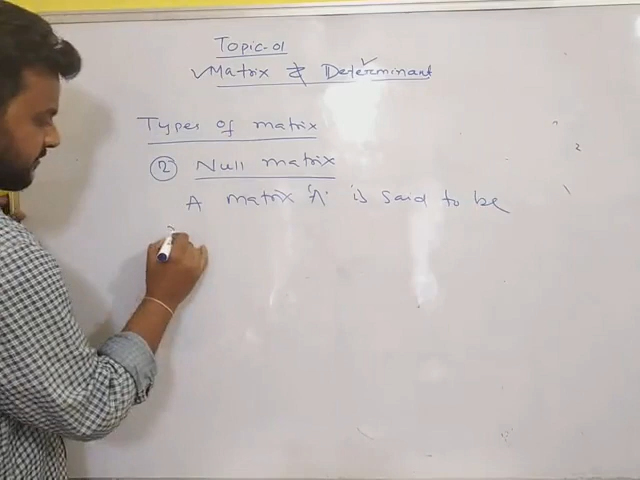 Topic-01
✓Matrix & Determinant
Types of matrix
② Null matrix
A matrix 'A' is said to be